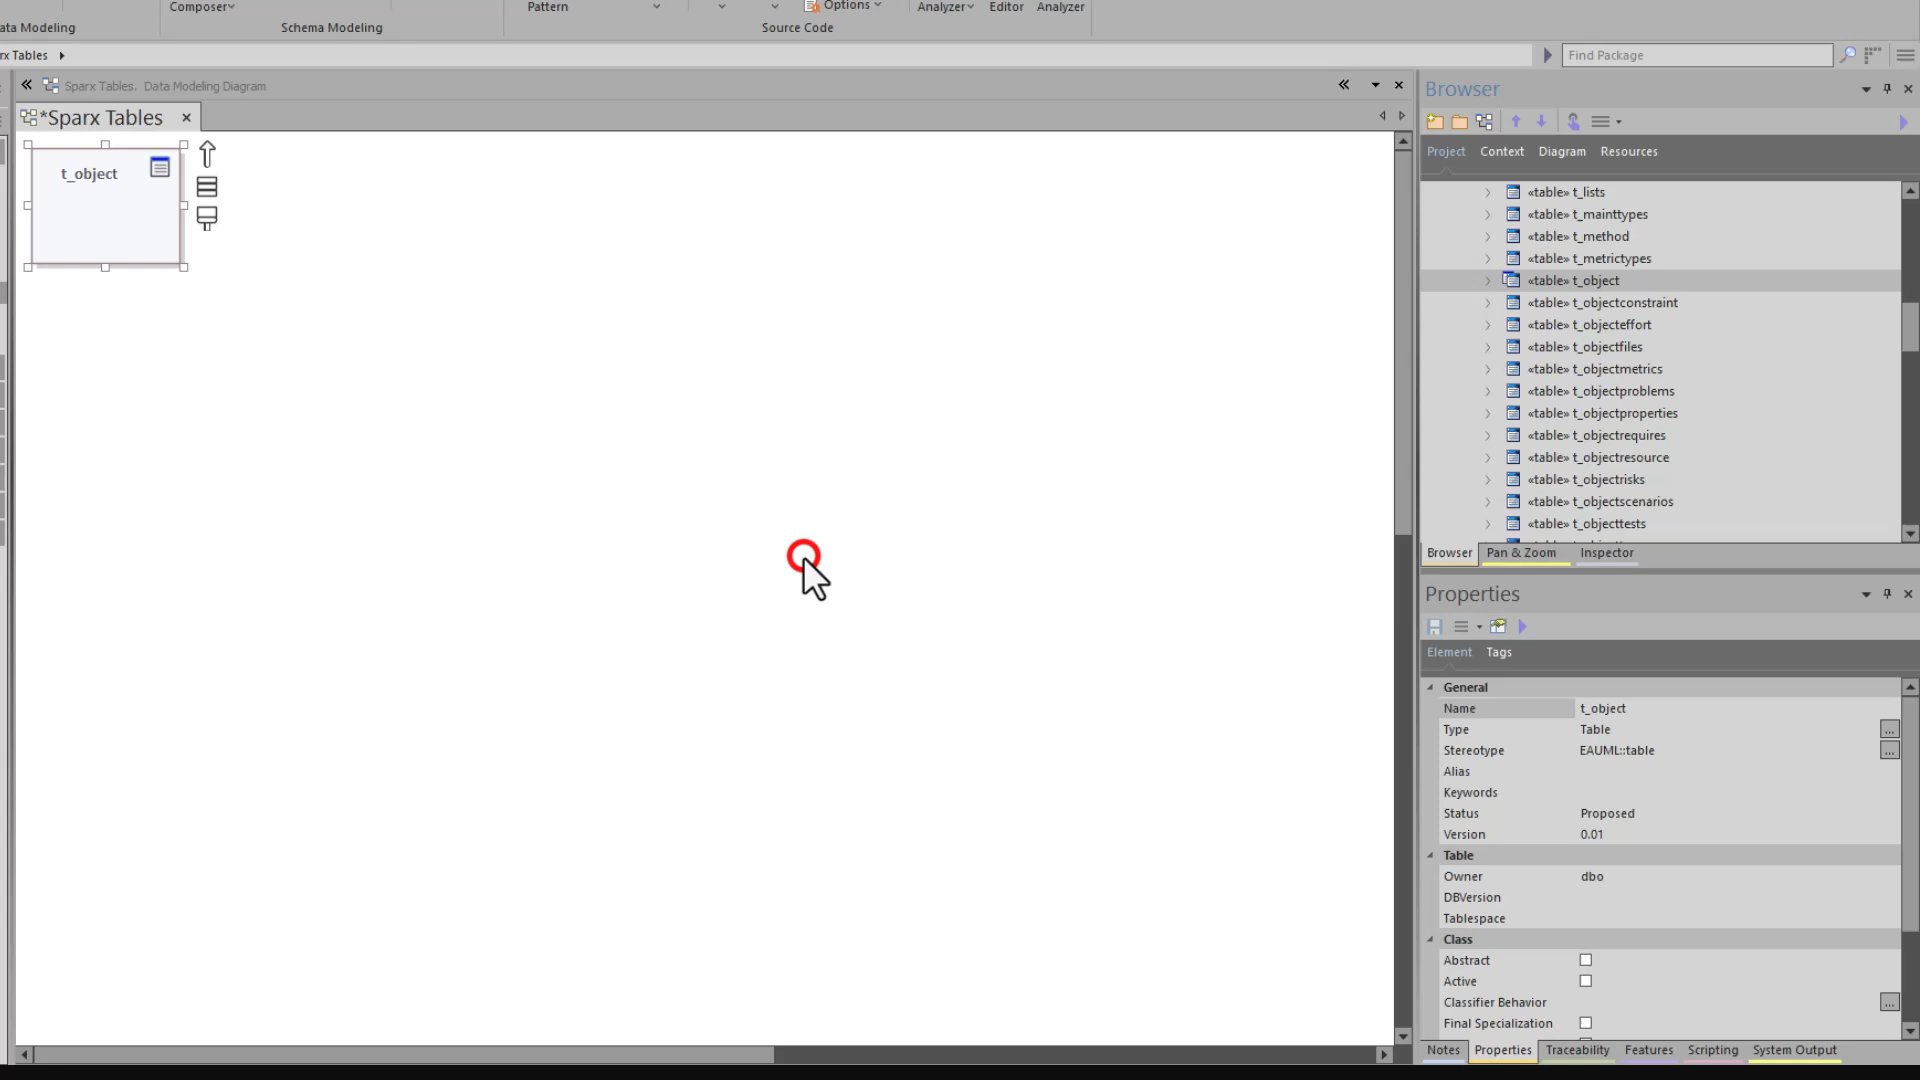 Composer
Pattern
Options
Analyzer
Editor
Analyzer
ata Modeling
Schema Modeling
Source Code
rx Tables
Find Package
Sparx Tables. Data Modeling Diagram
*Sparx Tables
t_object
Browser
Project
Context
Diagram
Resources
«table» t_lists
«table» t_mainttypes
«table» t_method
«table» t_metrictypes
«table» t_object
«table» t_objectconstraint
«table» t_objecteffort
«table» t_objectfiles
«table» t_objectmetrics
«table» t_objectproblems
«table» t_objectproperties
«table» t_objectrequires
«table» t_objectresource
«table» t_objectrisks
«table» t_objectscenarios
«table» t_objecttests
Browser
Pan & Zoom
Inspector
Properties
Element
Tags
General
Name t_object
Type Table
Stereotype EAUML::table
Alias
Keywords
Status Proposed
Version 0.01
Table
Owner dbo
DBVersion
Tablespace
Class
Abstract
Active
Classifier Behavior
Final Specialization
Notes
Properties
Traceability
Features
Scripting
System Output